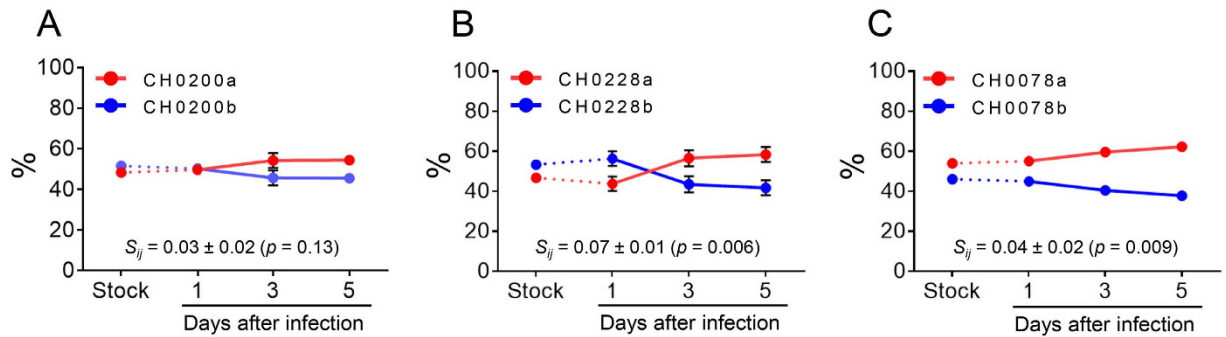 A
100
80
60
40
20
0
%
CH0200a
CH0200b
S_ij = 0.03 ± 0.02 (p = 0.13)
Stock 1 3 5
Days after infection
B
100
80
60
40
20
0
%
CH0228a
CH0228b
S_ij = 0.07 ± 0.01 (p = 0.006)
Stock 1 3 5
Days after infection
C
100
80
60
40
20
0
%
CH0078a
CH0078b
S_ij = 0.04 ± 0.02 (p = 0.009)
Stock 1 3 5
Days after infection